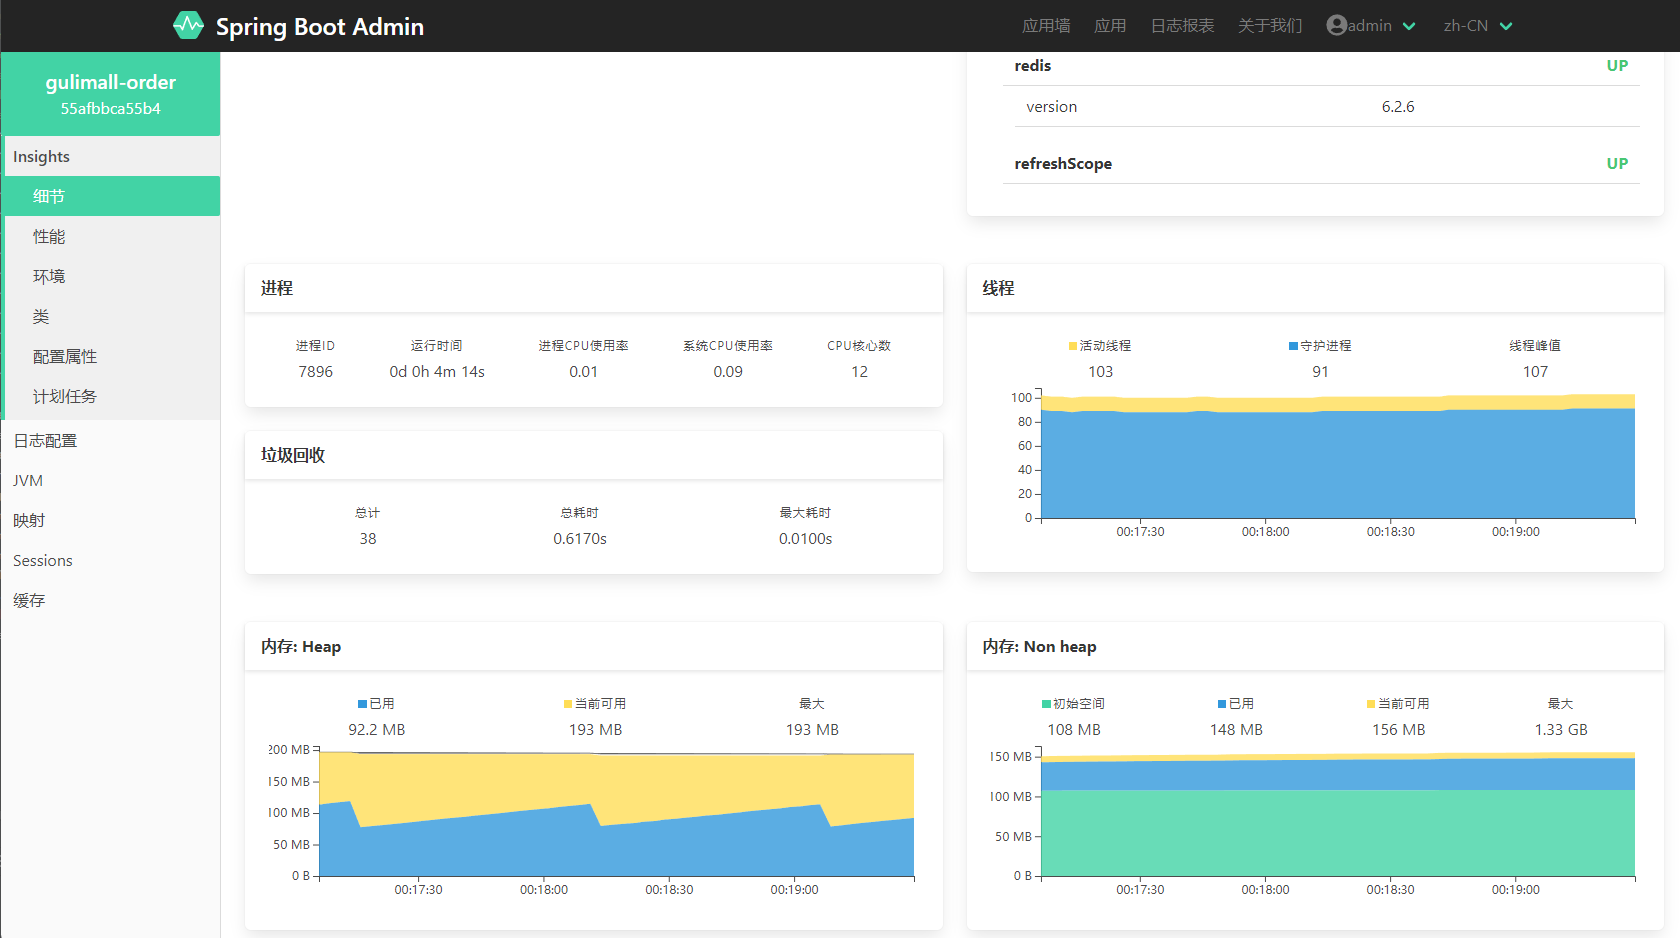 Spring Boot Admin
应用墙 应用 日志报表 关于我们 admin zh-CN
gulimall-order
55afbbca55b4
Insights
细节
性能
环境
类
配置属性
计划任务
日志配置
JVM
映射
Sessions
缓存
redis UP
version 6.2.6
refreshScope UP
进程
进程ID 运行时间 进程CPU使用率 系统CPU使用率 CPU核心数
7896 0d 0h 4m 14s 0.01 0.09 12
线程
活动线程 守护进程 线程峰值
103 91 107
100
80
60
40
20
0
00:17:30 00:18:00 00:18:30 00:19:00
垃圾回收
总计 总耗时 最大耗时
38 0.6170s 0.0100s
内存: Heap
已用 当前可用 最大
92.2 MB 193 MB 193 MB
200 MB
150 MB
100 MB
50 MB
0 B
00:17:30 00:18:00 00:18:30 00:19:00
内存: Non heap
初始空间 已用 当前可用 最大
108 MB 148 MB 156 MB 1.33 GB
150 MB
100 MB
50 MB
0 B
00:17:30 00:18:00 00:18:30 00:19:00